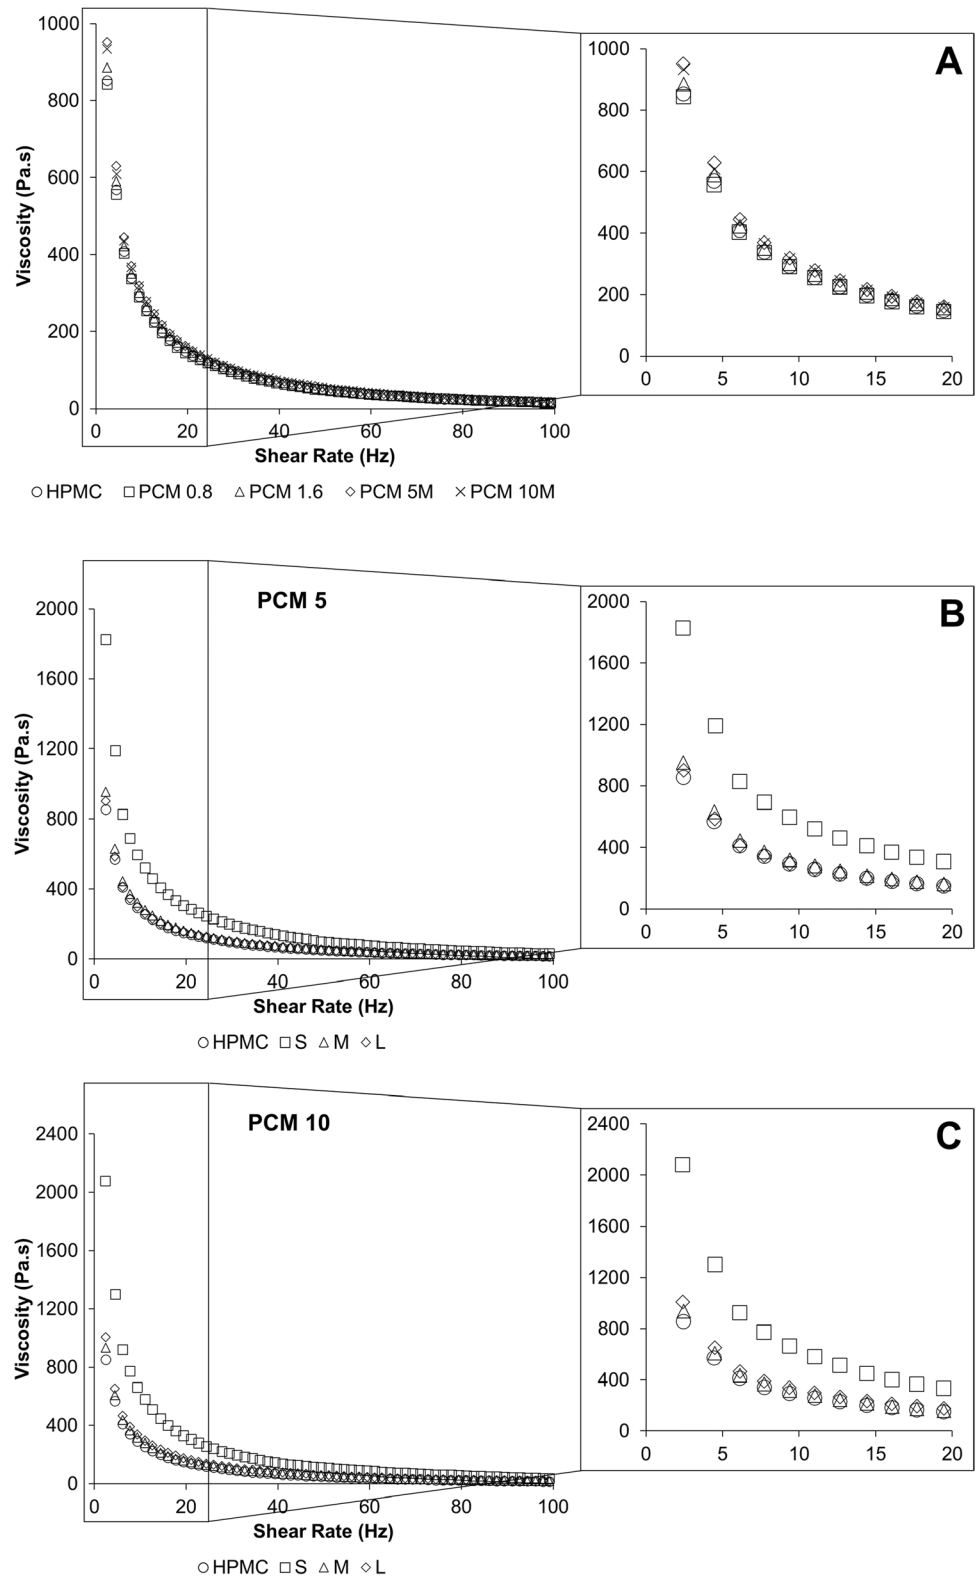 A
1000
800
600
400
200
0
Viscosity (Pa.s)
0 20 40 60 80 100
Shear Rate (Hz)
1000
800
600
400
200
0
0 5 10 15 20
HPMC PCM 0.8 PCM 1.6 PCM 5M PCM 10M
PCM 5
B
2000
1600
1200
800
400
0
Viscosity (Pa.s)
0 20 40 60 80 100
Shear Rate (Hz)
2000
1600
1200
800
400
0
0 5 10 15 20
HPMC S M L
PCM 10
C
2400
2000
1600
1200
800
400
0
Viscosity (Pa.s)
0 20 40 60 80 100
Shear Rate (Hz)
2400
2000
1600
1200
800
400
0
0 5 10 15 20
HPMC S M L